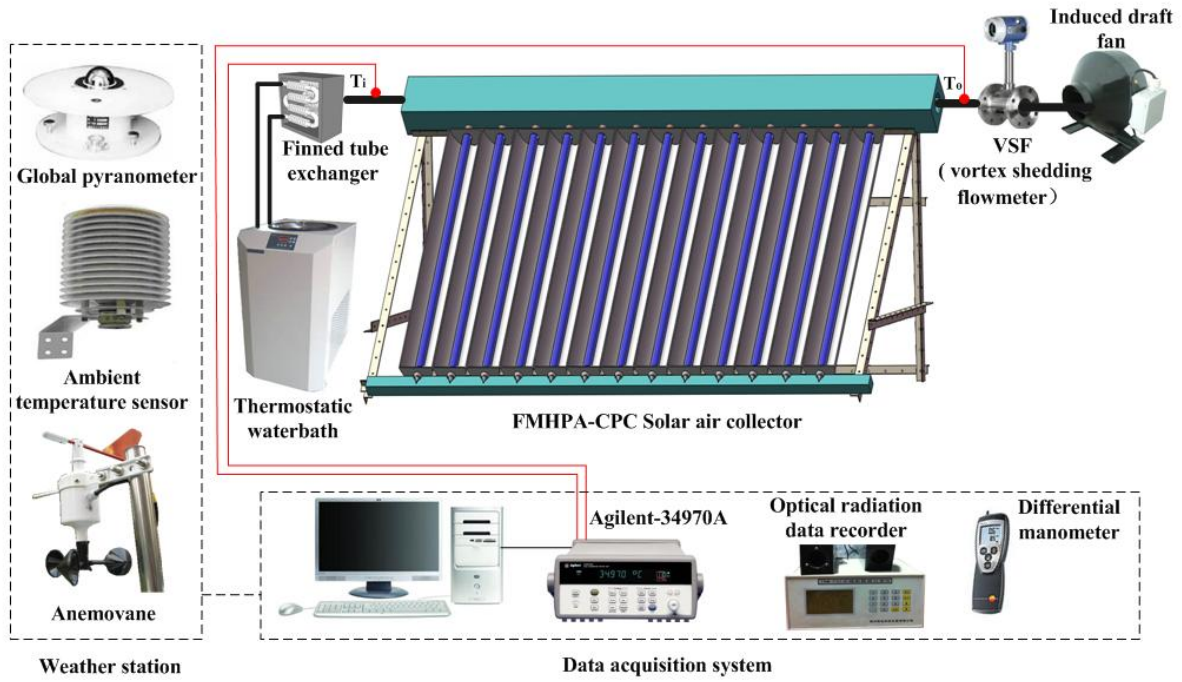 Induced draft
fan
Ti
To
Finned tube
exchanger
VSF
( vortex shedding
flowmeter）
Global pyranometer
Ambient
temperature sensor
Thermostatic
waterbath
FMHPA-CPC Solar air collector
Anemovane
Agilent-34970A
34.970 °C
Optical radiation
data recorder
Differential
manometer
Weather station
Data acquisition system